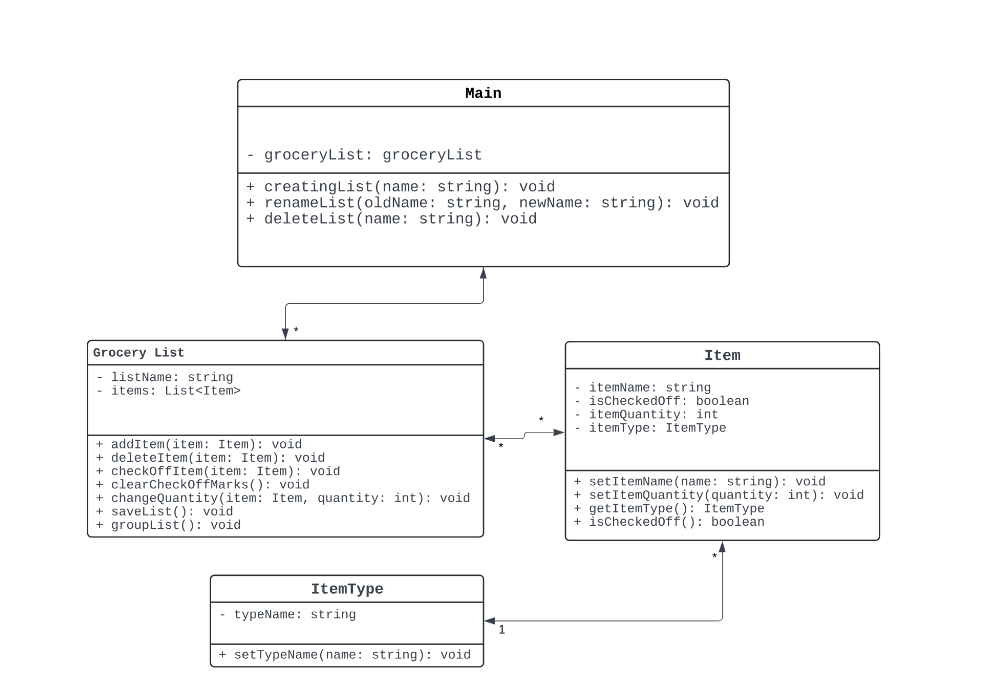 Main
- groceryList: groceryList
+ creatingList(name: string): void
+ renameList(oldName: string, newName: string): void
+ deleteList(name: string): void
*
Grocery List
- listName: string
- items: List<Item>
+ addItem(item: Item): void
+ deleteItem(item: Item): void
+ checkOffItem(item: Item): void
+ clearCheckOffMarks(): void
+ changeQuantity(item: Item, quantity: int): void
+ saveList(): void
+ groupList(): void
*
*
Item
- itemName: string
- isCheckedOff: boolean
- itemQuantity: int
- itemType: ItemType
+ setItemName(name: string): void
+ setItemQuantity(quantity: int): void
+ getItemType(): ItemType
+ isCheckedOff(): boolean
*
ItemType
- typeName: string
+ setTypeName(name: string): void
1